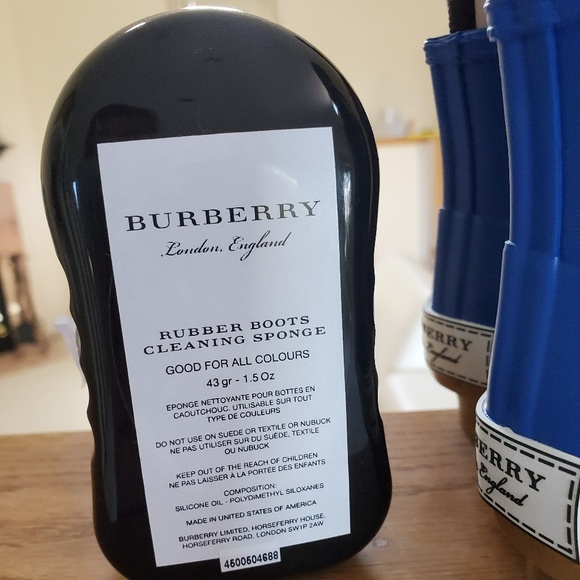 BURBERRY
London, England
RUBBER BOOTS
CLEANING SPONGE
GOOD FOR ALL COLOURS
43 gr - 1.5 Oz
EPONGE NETTOYANTE POUR BOTTES EN
CAOUTCHOUC. UTILISABLE SUR TOUT
TYPE DE COULEURS
DO NOT USE ON SUEDE OR TEXTILE OR NUBUCK
NE PAS UTILISER SUR DU SUÈDE, TEXTILE
OU NUBUCK
KEEP OUT OF THE REACH OF CHILDREN
NE PAS LAISSER À LA PORTÉE DES ENFANTS
COMPOSITION:
SILICONE OIL - POLYDIMETHYL SILOXANES
MADE IN UNITED STATES OF AMERICA
BURBERRY LIMITED, HORSEFERRY HOUSE,
HORSEFERRY ROAD, LONDON SW1P 2AW
4500504688
ERRY
England
ERRY
England